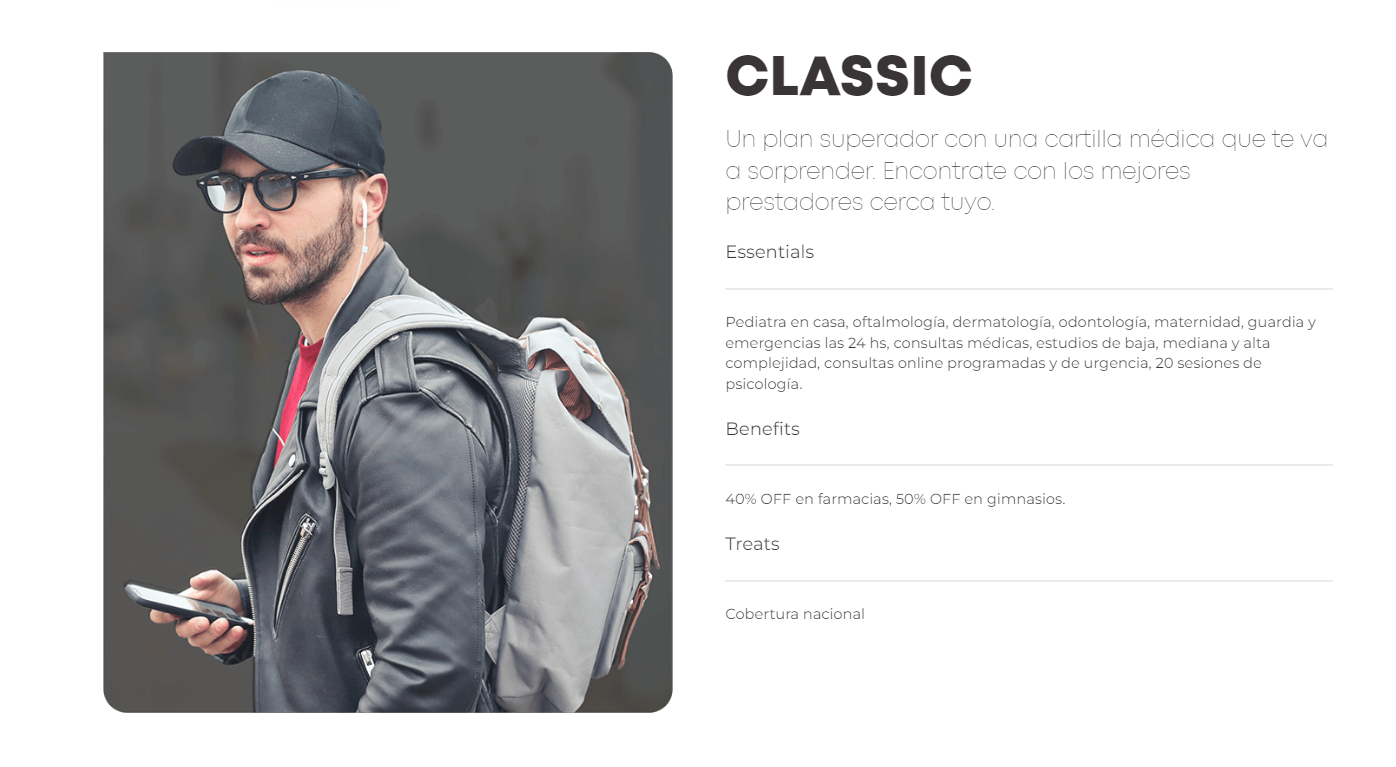 CLASSIC
Un plan superador con una cartilla médica que te va
a sorprender. Encontrate con los mejores
prestadores cerca tuyo.
Essentials
Pediatra en casa, oftalmología, dermatología, odontología, maternidad, guardia y
emergencias las 24 hs, consultas médicas, estudios de baja, mediana y alta
complejidad, consultas online programadas y de urgencia, 20 sesiones de
psicología.
Benefits
40% OFF en farmacias, 50% OFF en gimnasios.
Treats
Cobertura nacional